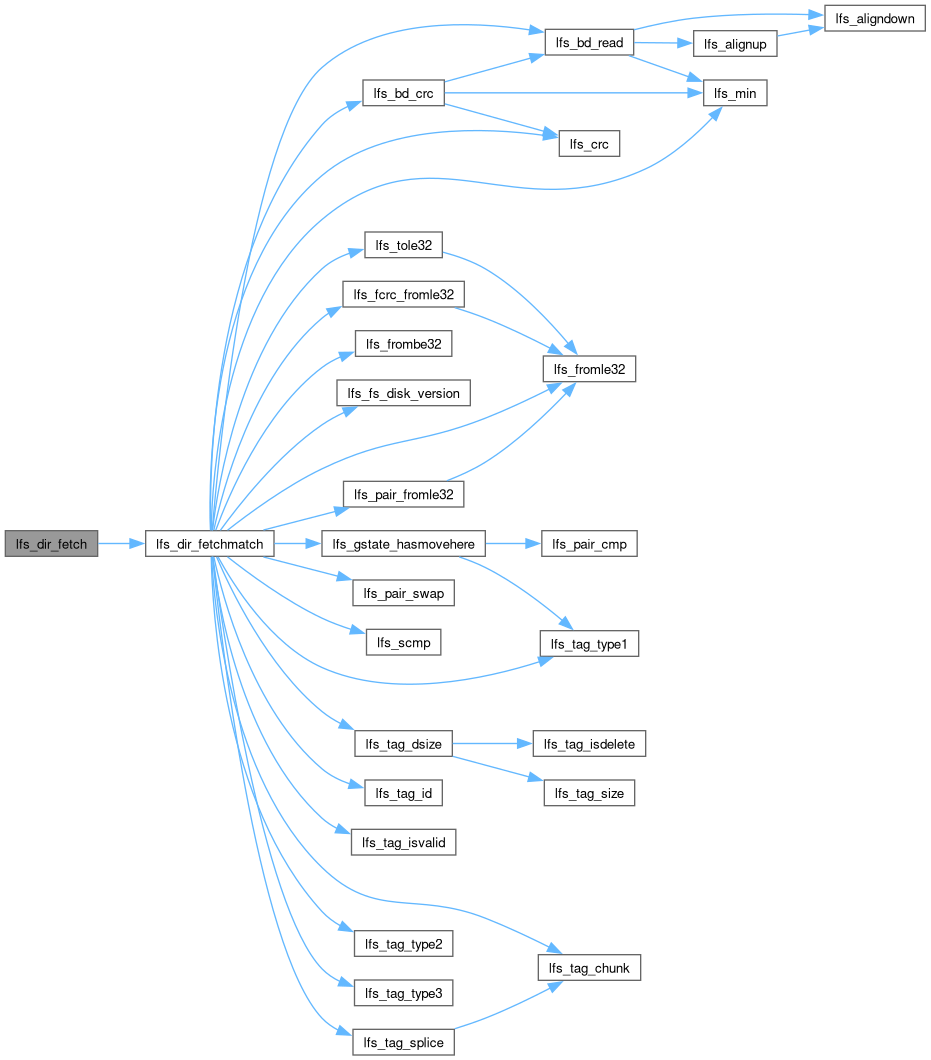 lfs_aligndown
lfs_bd_read
lfs_alignup
lfs_bd_crc
lfs_min
lfs_crc
lfs_tole32
lfs_fcrc_fromle32
lfs_frombe32
lfs_fromle32
lfs_fs_disk_version
lfs_pair_fromle32
lfs_dir_fetch
lfs_dir_fetchmatch
lfs_gstate_hasmovehere
lfs_pair_cmp
lfs_pair_swap
lfs_scmp
lfs_tag_type1
lfs_tag_dsize
lfs_tag_isdelete
lfs_tag_id
lfs_tag_size
lfs_tag_isvalid
lfs_tag_type2
lfs_tag_chunk
lfs_tag_type3
lfs_tag_splice